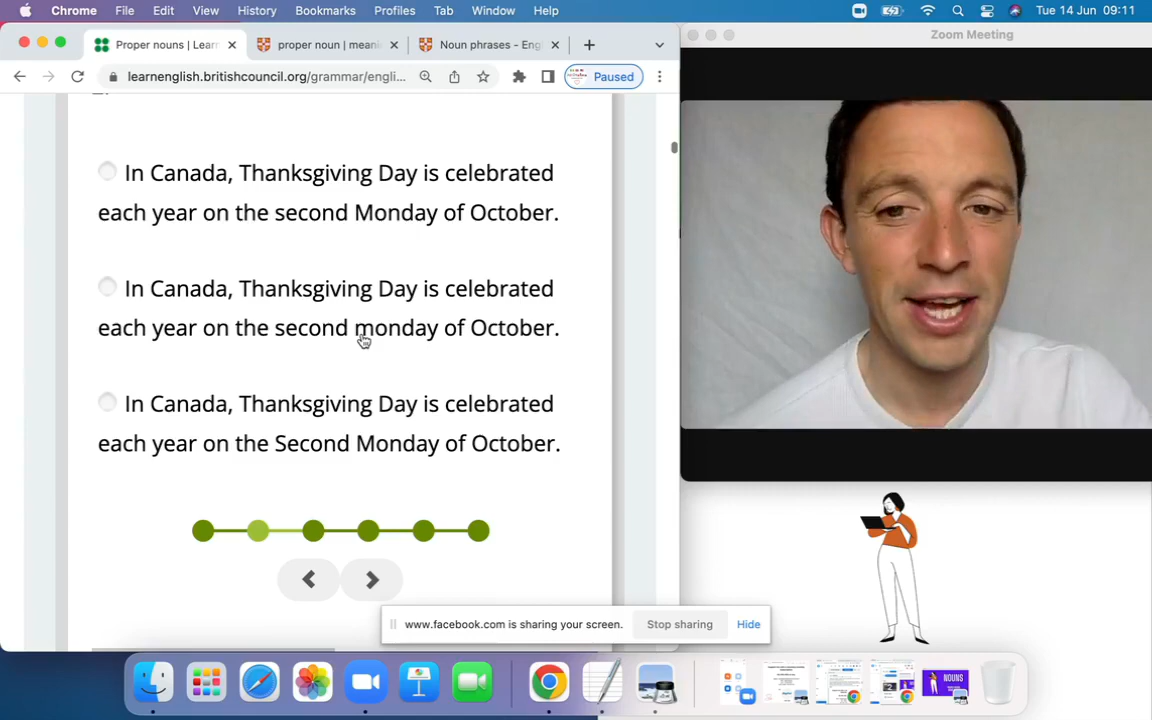 Chrome File Edit View History Bookmarks Profiles Tab Window Help Tue 14 Jun 09:11
Proper nouns | Learn
proper noun | meani
Noun phrases - Eng
Zoom Meeting
learnenglish.britishcouncil.org/grammar/engli...
Paused
In Canada, Thanksgiving Day is celebrated
each year on the second Monday of October.
In Canada, Thanksgiving Day is celebrated
each year on the second monday of October.
In Canada, Thanksgiving Day is celebrated
each year on the Second Monday of October.
www.facebook.com is sharing your screen. Stop sharing Hide
NOUNS